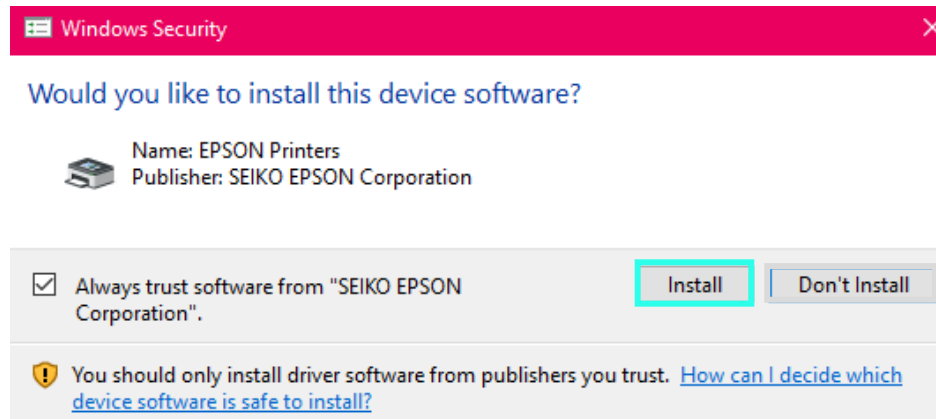 Windows Security
Would you like to install this device software?
Name: EPSON Printers
Publisher: SEIKO EPSON Corporation
Always trust software from "SEIKO EPSON
Corporation".
Install
Don't Install
You should only install driver software from publishers you trust. How can I decide which
device software is safe to install?